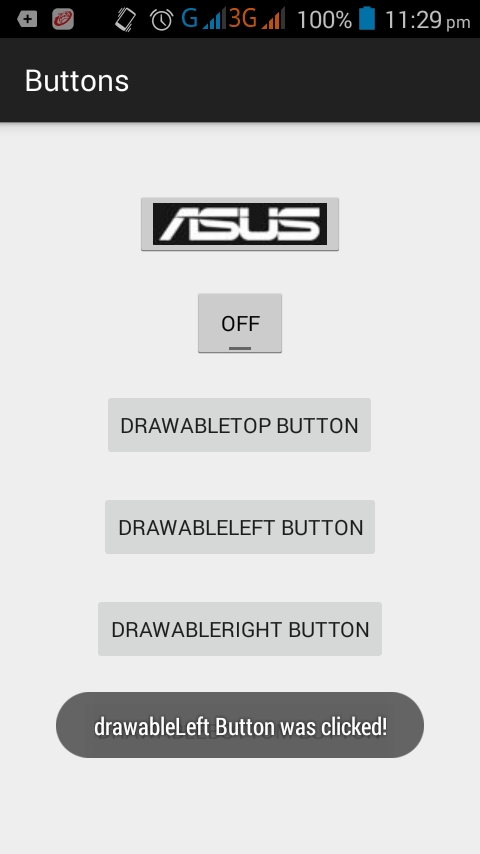 G 3G 100% 11:29 pm
Buttons
ASUS
OFF
DRAWABLETOP BUTTON
DRAWABLELEFT BUTTON
DRAWABLERIGHT BUTTON
drawableLeft Button was clicked!